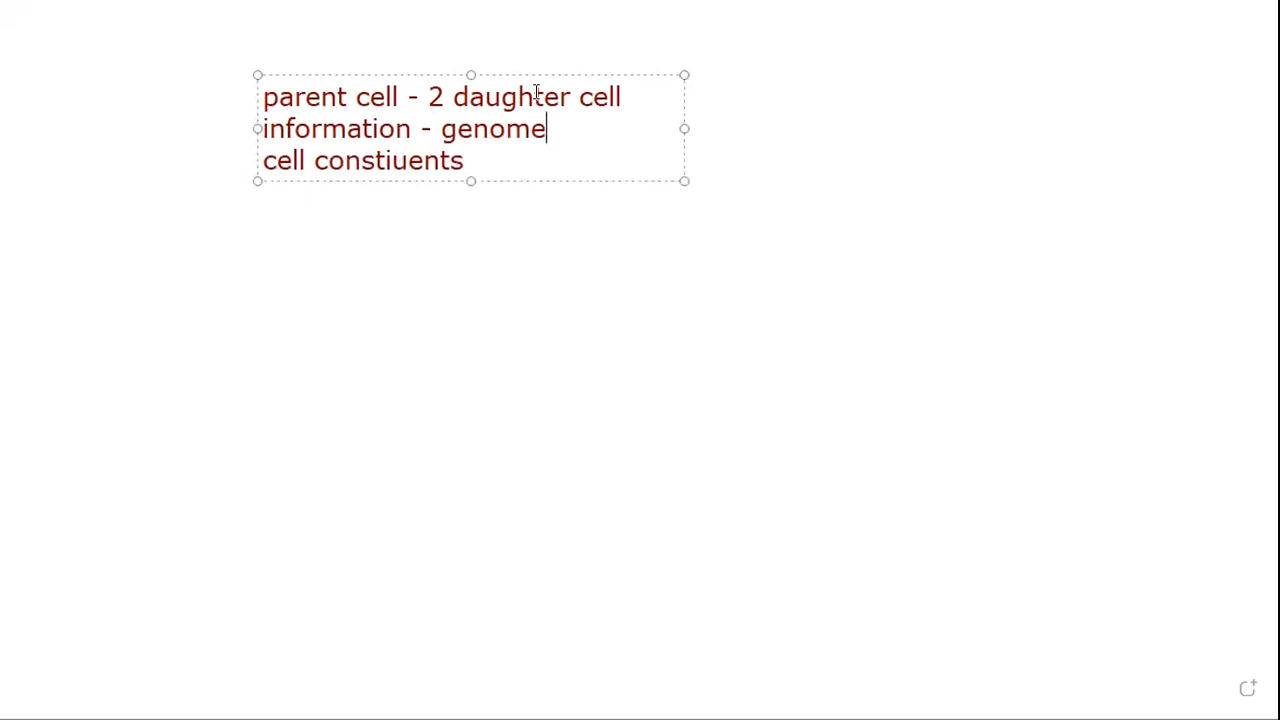 parent cell - 2 daughter cell
information - genome
cell constiuents